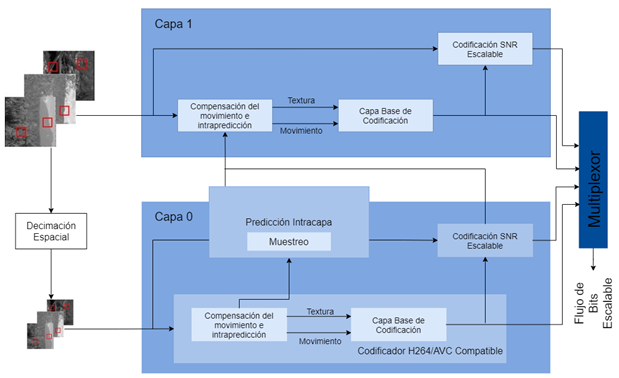 Capa 1
Codificación SNR
Escalable
Compensación del
movimiento e
intrapredicción
Textura
Movimiento
Capa Base de
Codificación
Multiplexor
Decimación
Espacial
Capa 0
Predicción Intracapa
Muestreo
Codificación SNR
Escalable
Compensación del
movimiento e
intrapredicción
Textura
Movimiento
Capa Base de
Codificación
Codificador H264/AVC Compatible
Flujo de
Bits
Escalable